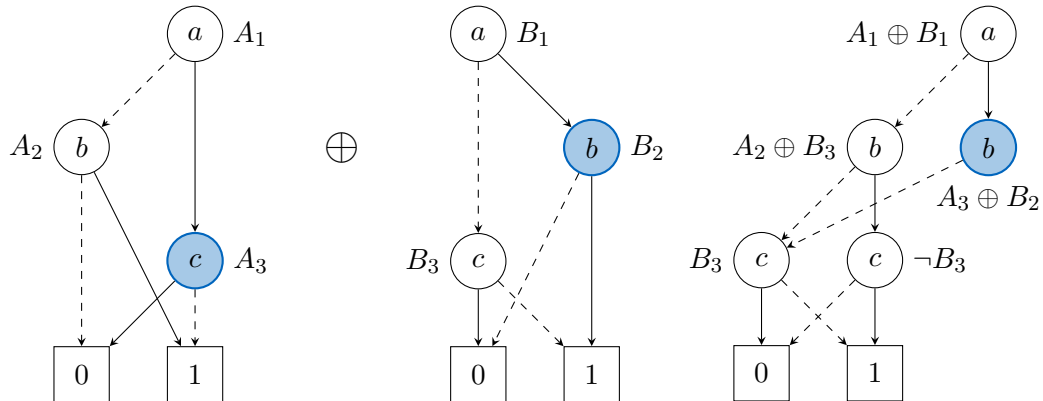 a A₁
b A₂
c A₃
0 1
⊕
a B₁
b B₂
B₃ c
0 1
A₁ ⊕ B₁ a
A₂ ⊕ B₃ b
b
A₃ ⊕ B₂
B₃ c
c ¬B₃
0 1